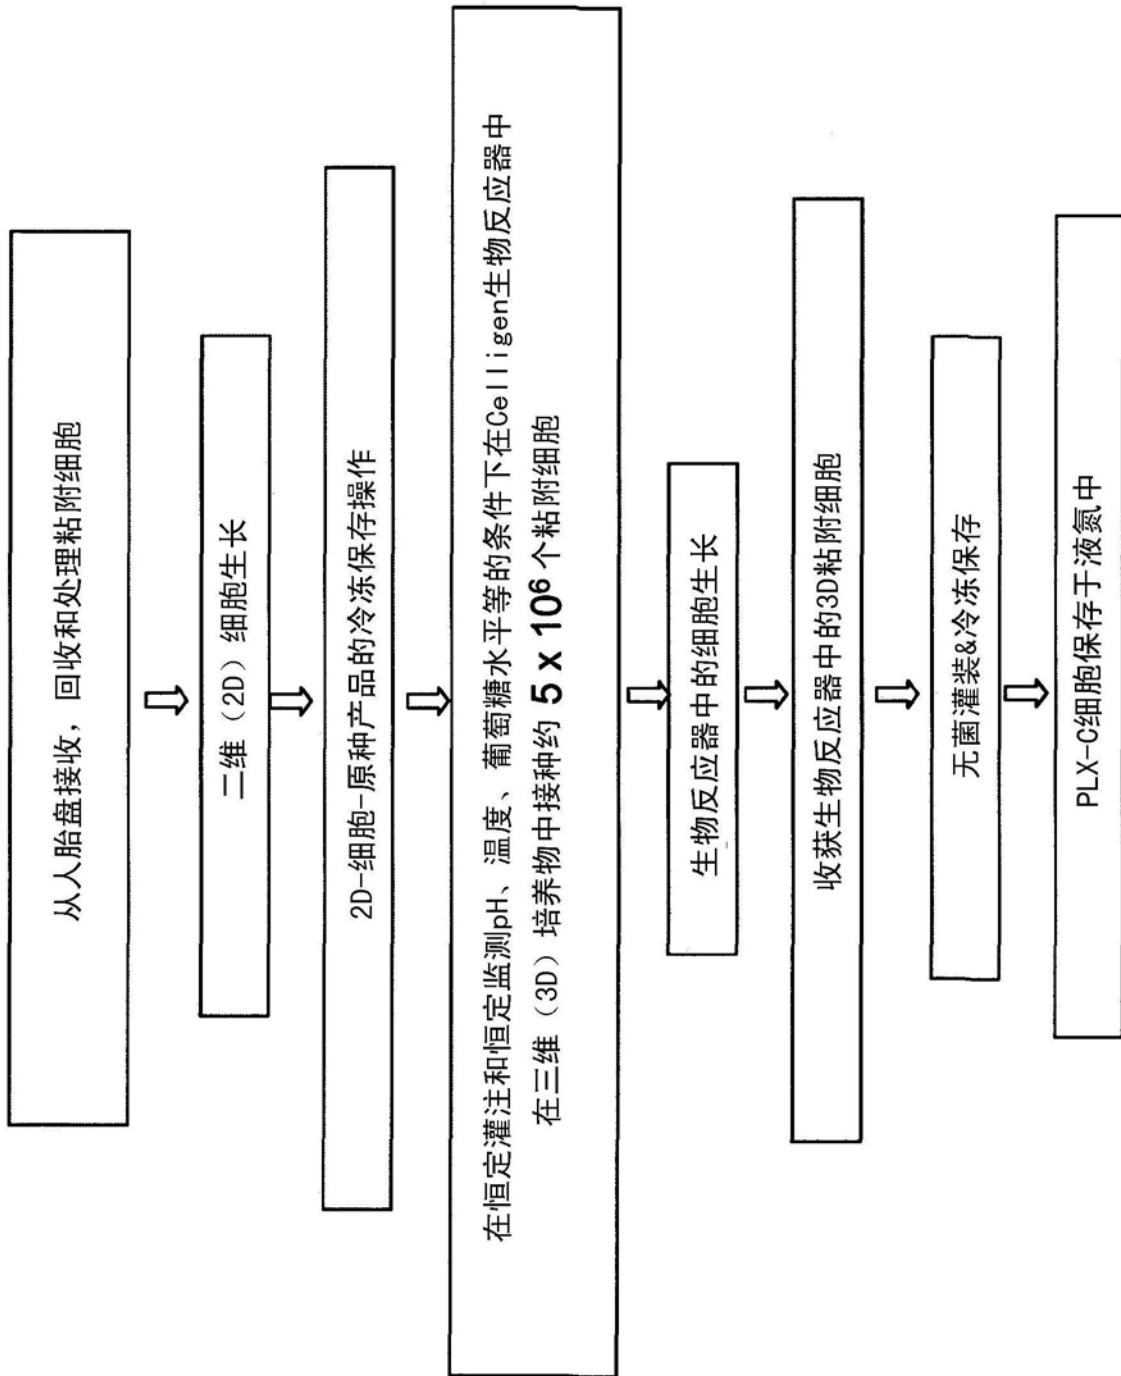 从人胎盘接收，回收和处理粘附细胞
二维（2D）细胞生长
2D-细胞-原种产品的冷冻保存操作
在恒定灌注和恒定监测pH、温度、葡萄糖水平等的条件下在Celligen生物反应器中
在三维（3D）培养物中接种约 5 x 10⁶ 个粘附细胞
生物反应器中的细胞生长
收获生物反应器中的3D粘附细胞
无菌灌装&冷冻保存
PLX-C细胞保存于液氮中